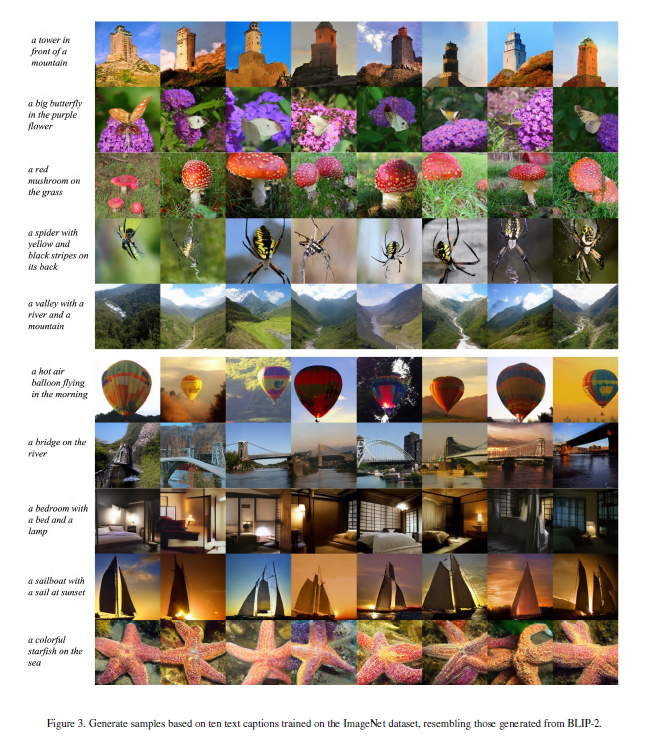 a tower in
front of a
mountain
a big butterfly
in the purple
flower
a red
mushroom on
the grass
a spider with
yellow and
black stripes on
its back
a valley with a
river and a
mountain
a hot air
balloon flying
in the morning
a bridge on the
river
a bedroom with
a bed and a
lamp
a sailboat with
a sail at sunset
a colorful
starfish on the
sea
Figure 3. Generate samples based on ten text captions trained on the ImageNet dataset, resembling those generated from BLIP-2.